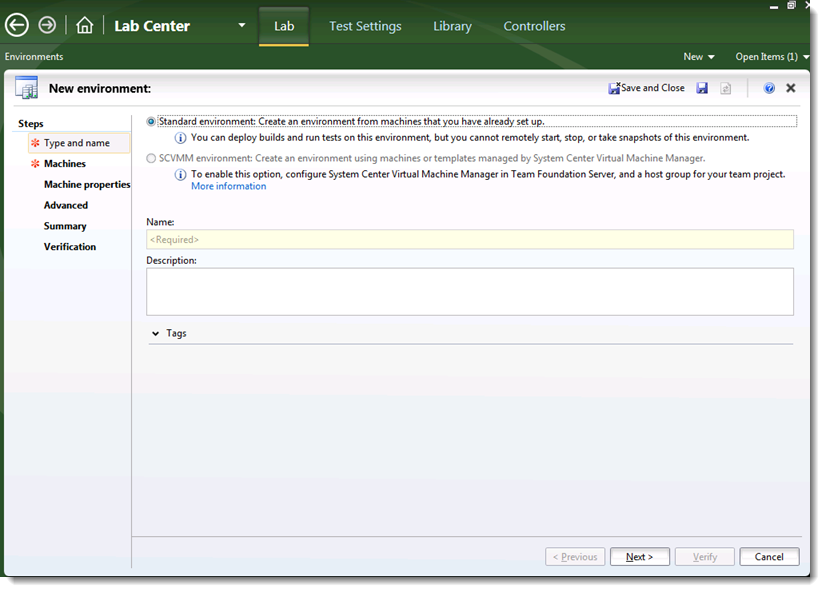 Lab Center
Lab
Test Settings
Library
Controllers
Environments
New
Open Items (1)
New environment:
Save and Close
Steps
Type and name
Machines
Machine properties
Advanced
Summary
Verification
Standard environment: Create an environment from machines that you have already set up.
You can deploy builds and run tests on this environment, but you cannot remotely start, stop, or take snapshots of this environment.
SCVMM environment: Create an environment using machines or templates managed by System Center Virtual Machine Manager.
To enable this option, configure System Center Virtual Machine Manager in Team Foundation Server, and a host group for your team project.
More information
Name:
<Required>
Description:
Tags
< Previous
Next >
Verify
Cancel